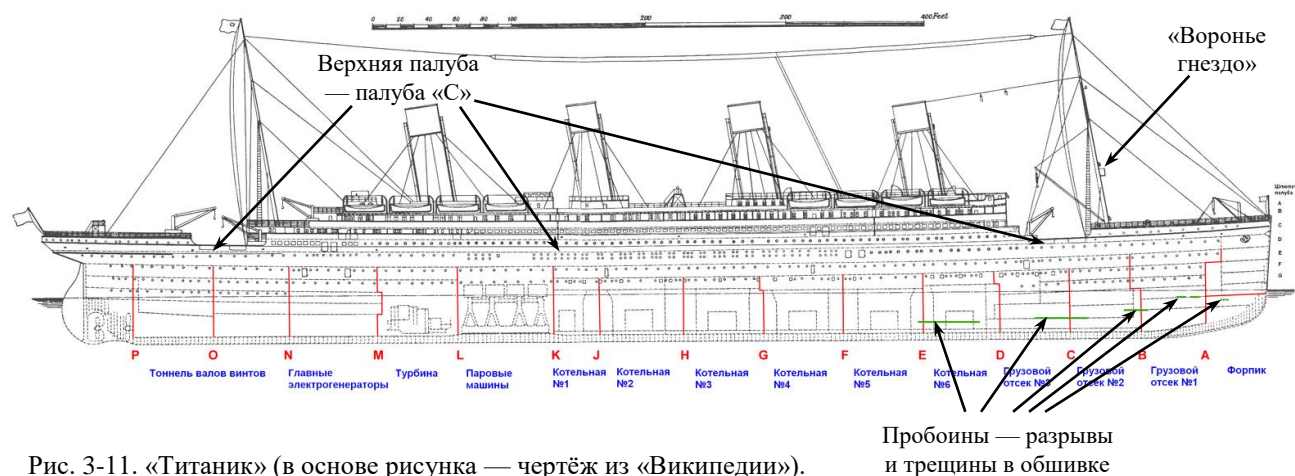 0 10 20 40 60 80 100 200 300 400 Feet
«Воронье
гнездо»
Верхняя палуба
— палуба «С»
Шлюпочная палуба
A
B
C
D
E
F
G
P O N M L K J H G F E D C B A
Тоннель валов винтов
Главные
электрогенераторы
Турбина
Паровые
машины
Котельная
№1
Котельная
№2
Котельная
№3
Котельная
№4
Котельная
№5
Котельная
№6
Грузовой
отсек №3
Грузовой
отсек №2
Грузовой
отсек №1
Форпик
Пробоины — разрывы
и трещины в обшивке
Рис. 3-11. «Титаник» (в основе рисунка — чертёж из «Википедии»).